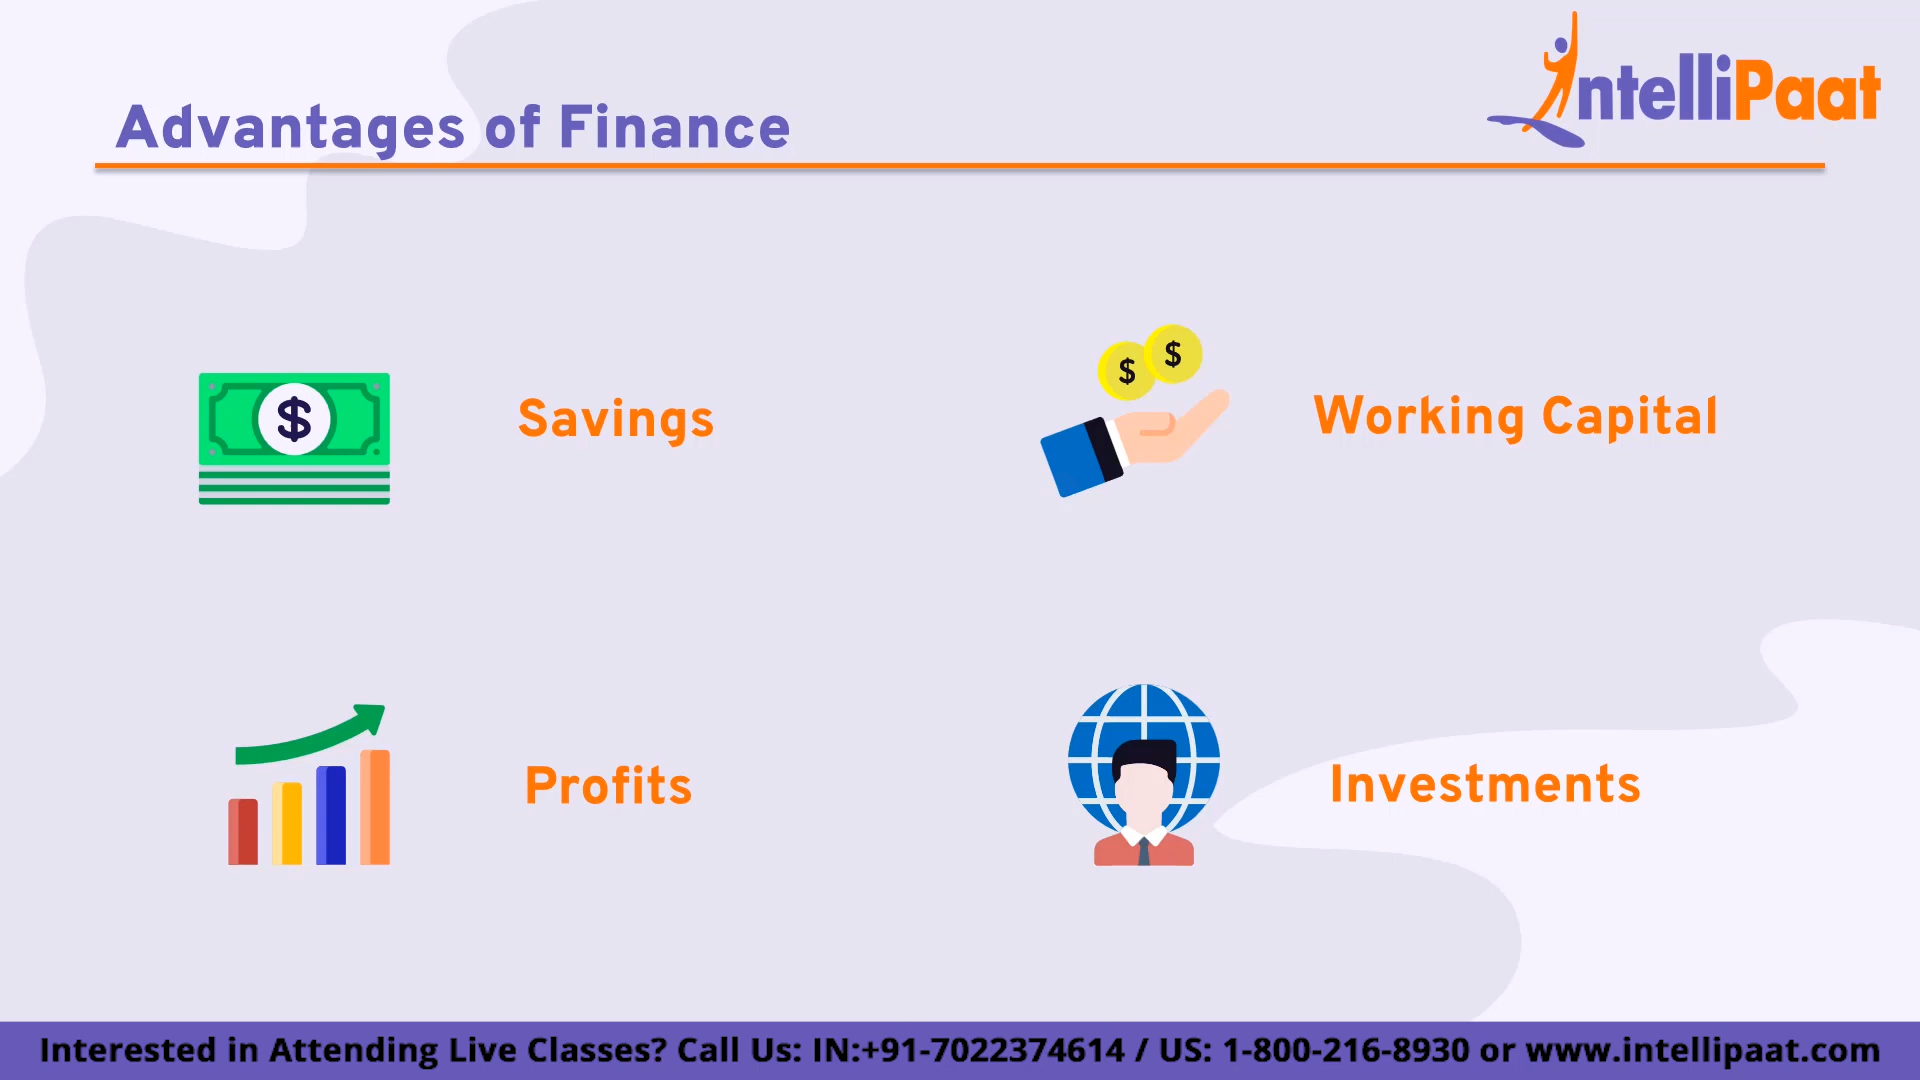 IntelliPaat
Advantages of Finance
$
$ $
Savings
Working Capital
Profits
Investments
Interested in Attending Live Classes? Call Us: IN:+91-7022374614 / US: 1-800-216-8930 or www.intellipaat.com